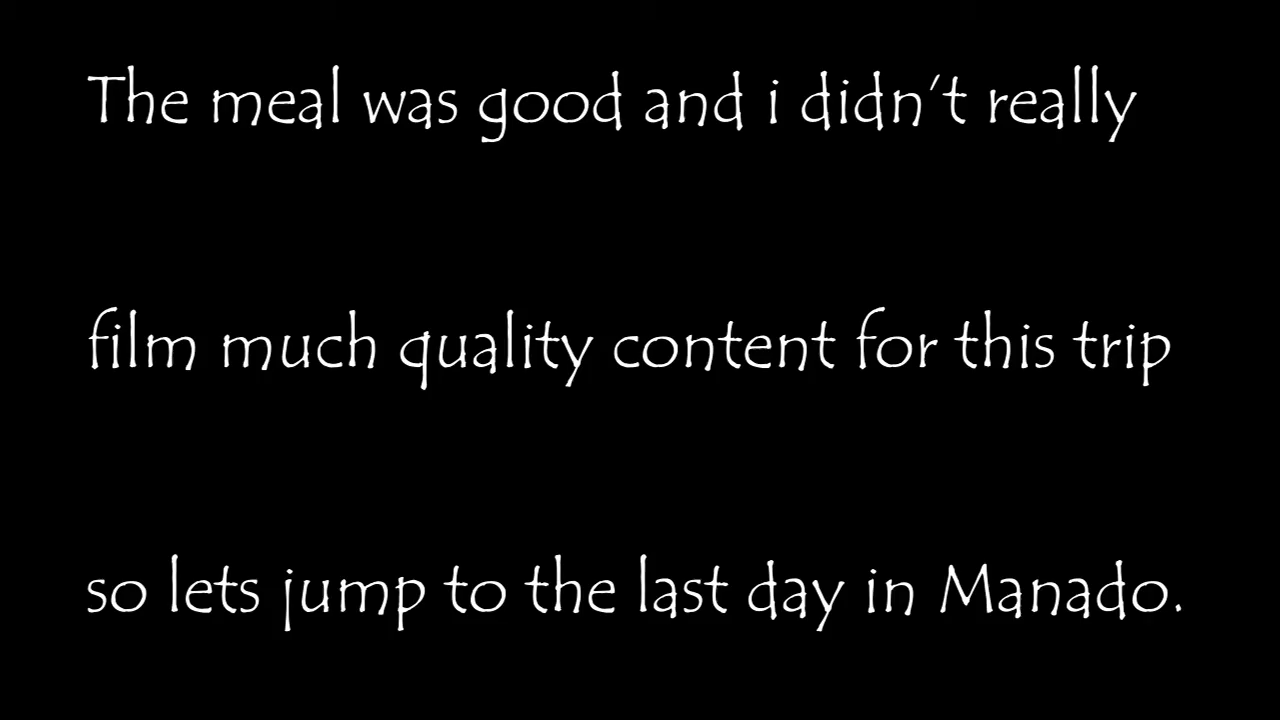 The meal was good and i didn't really
film much quality content for this trip
so lets jump to the last day in Manado.